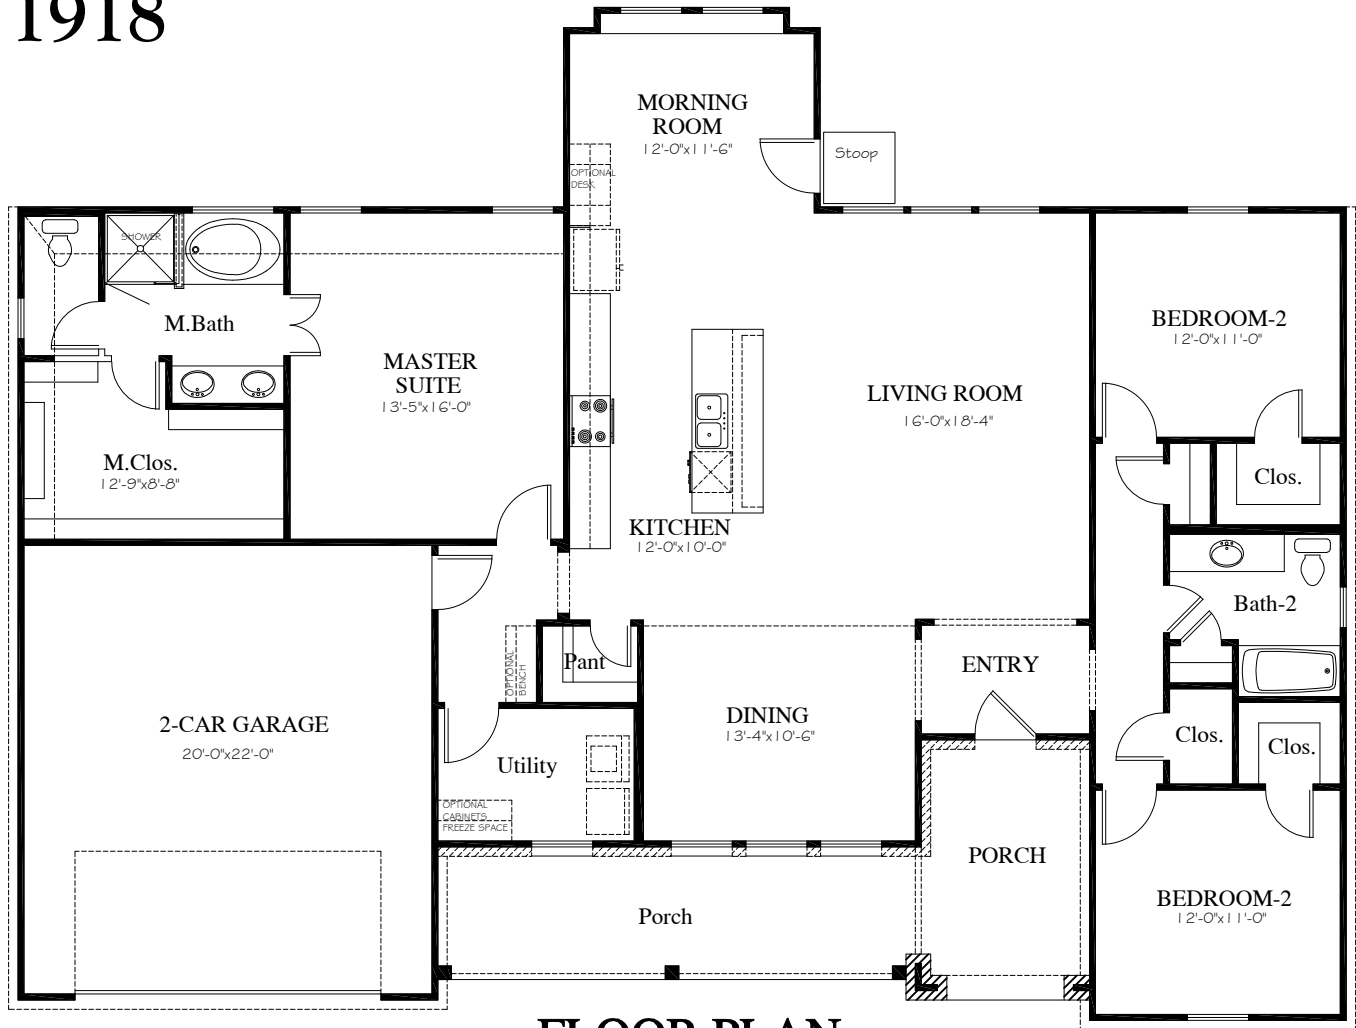 1918
MORNING
ROOM
12'-0"x11'-6"
Stoop
OPTIONAL
DESK
SHOWER
M.Bath
MASTER
SUITE
13'-5"x16'-0"
BEDROOM-2
12'-0"x11'-0"
LIVING ROOM
16'-0"x18'-4"
M.Clos.
12'-9"x8'-8"
Clos.
KITCHEN
12'-0"x10'-0"
Bath-2
OPTIONAL
BENCH
Pant
ENTRY
2-CAR GARAGE
20'-0"x22'-0"
DINING
13'-4"x10'-6"
Clos.
Clos.
Utility
OPTIONAL
CABINETS
FREEZE SPACE
PORCH
Porch
BEDROOM-2
12'-0"x11'-0"
FLOOR PLAN